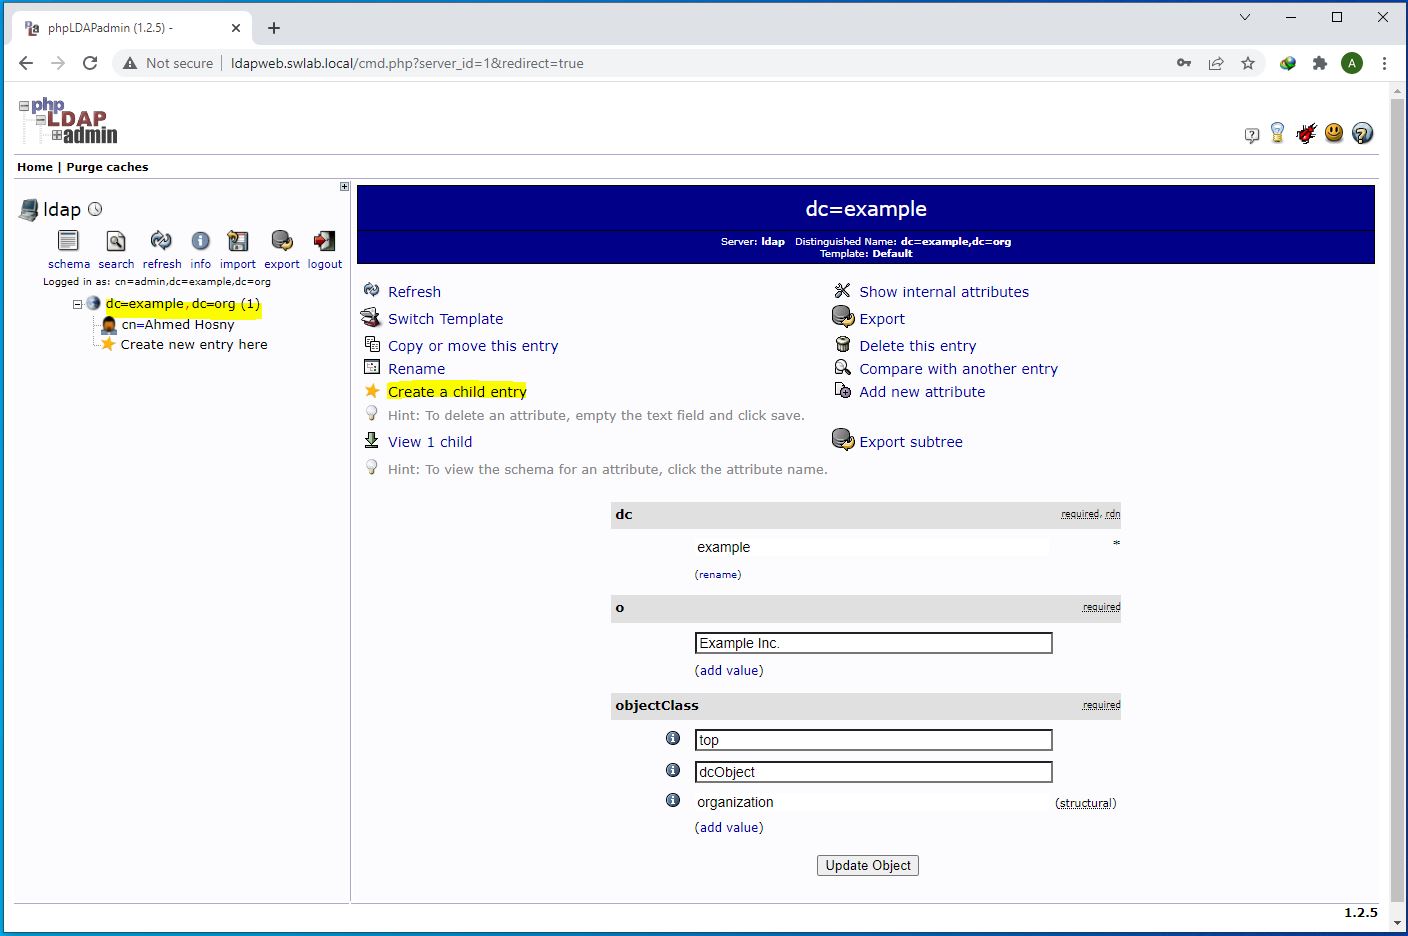 phpLDAPadmin (1.2.5) -
Not secure
ldapweb.swlab.local/cmd.php?server_id=1&redirect=true
A
php
LDAP
admin
Home | Purge caches
ldap
schema search refresh info import export logout
Logged in as: cn=admin,dc=example,dc=org
dc=example,dc=org (1)
cn=Ahmed Hosny
Create new entry here
dc=example
Server: ldap Distinguished Name: dc=example,dc=org
Template: Default
Refresh Show internal attributes
Switch Template Export
Copy or move this entry Delete this entry
Rename Compare with another entry
Create a child entry Add new attribute
Hint: To delete an attribute, empty the text field and click save.
View 1 child Export subtree
Hint: To view the schema for an attribute, click the attribute name.
dc required, rdn
example *
(rename)
o required
Example Inc.
(add value)
objectClass required
top
dcObject
organization (structural)
(add value)
Update Object
1.2.5